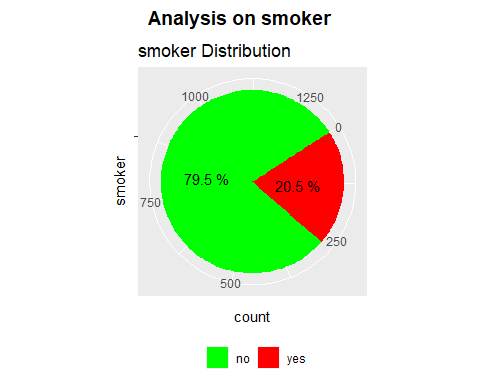 Analysis on smoker
smoker Distribution
1000
1250
0
79.5 %
20.5 %
smoker
750
250
500
count
no
yes